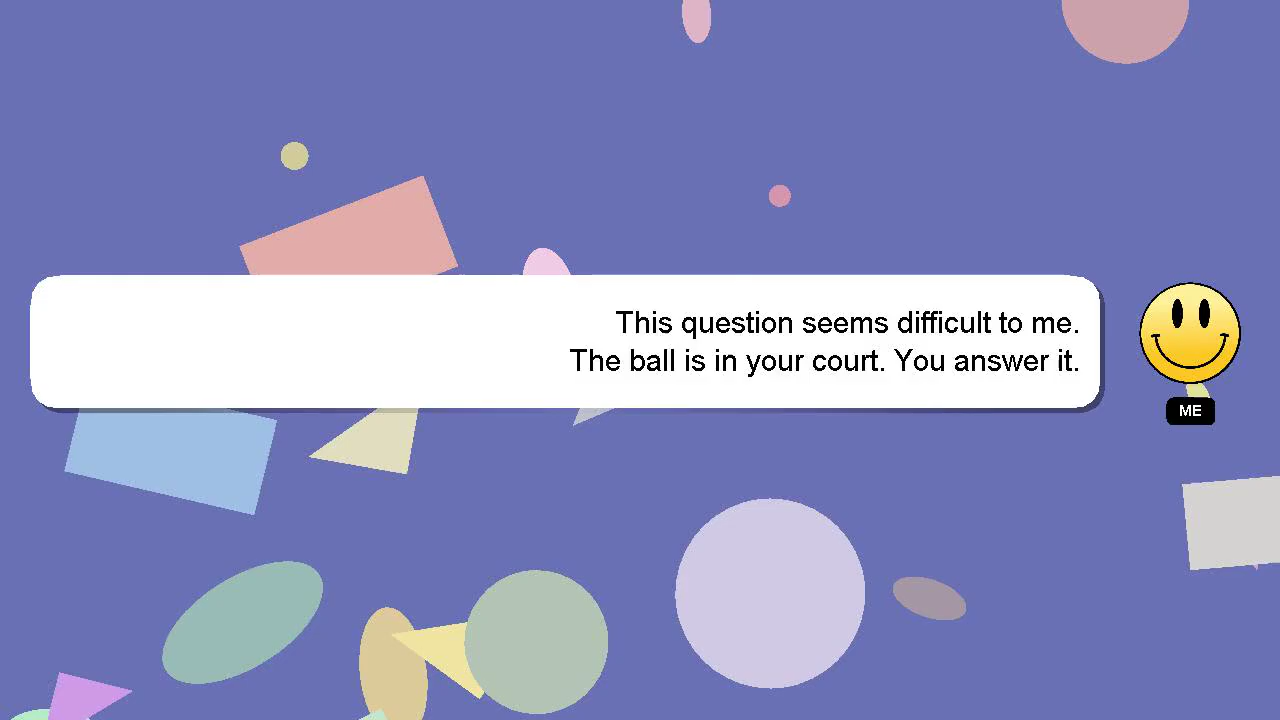 This question seems difficult to me.
The ball is in your court. You answer it.
ME